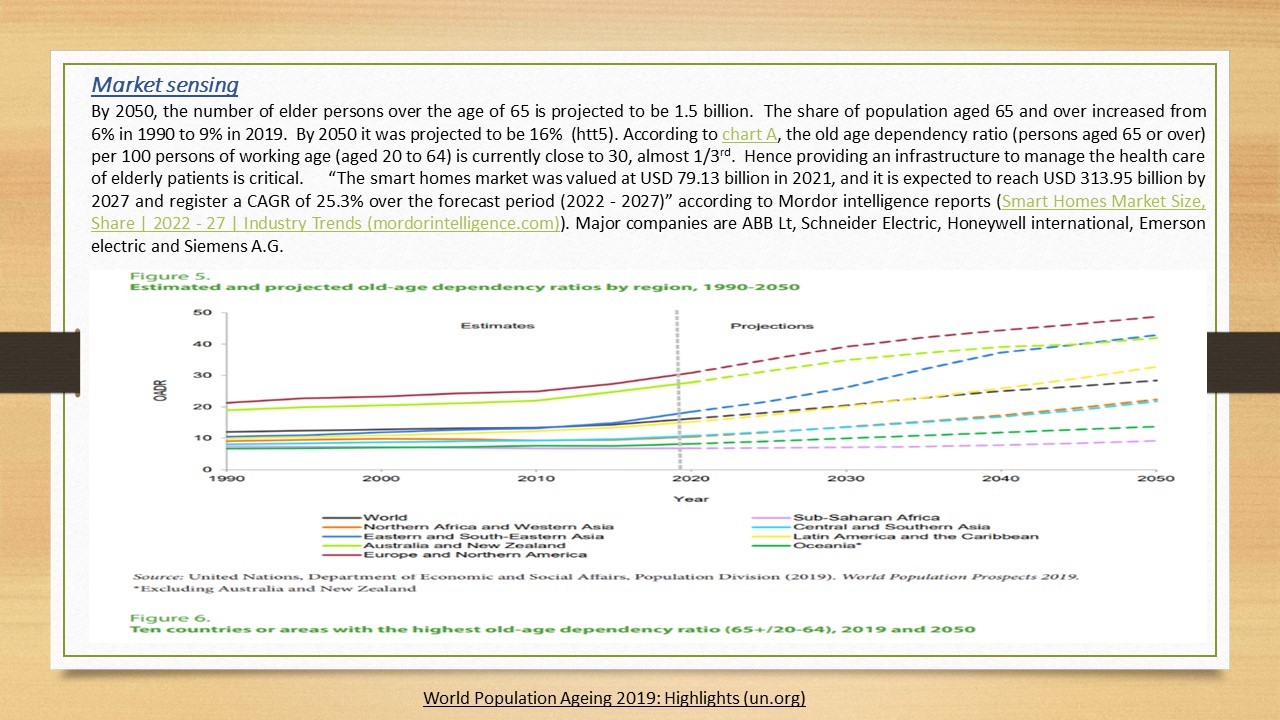 Market sensing
By 2050, the number of elder persons over the age of 65 is projected to be 1.5 billion. The share of population aged 65 and over increased from
6% in 1990 to 9% in 2019. By 2050 it was projected to be 16% (htt5). According to chart A, the old age dependency ratio (persons aged 65 or over)
per 100 persons of working age (aged 20 to 64) is currently close to 30, almost 1/3rd. Hence providing an infrastructure to manage the health care
of elderly patients is critical. “The smart homes market was valued at USD 79.13 billion in 2021, and it is expected to reach USD 313.95 billion by
2027 and register a CAGR of 25.3% over the forecast period (2022 - 2027)” according to Mordor intelligence reports (Smart Homes Market Size,
Share | 2022 - 27 | Industry Trends (mordorintelligence.com)). Major companies are ABB Lt, Schneider Electric, Honeywell international, Emerson
electric and Siemens A.G.
Figure 5.
Estimated and projected old-age dependency ratios by region, 1990-2050
50
Estimates
Projections
40
30
OADR
20
10
0
1990 2000 2010 2020 2030 2040 2050
Year
World
Northern Africa and Western Asia
Eastern and South-Eastern Asia
Australia and New Zealand
Europe and Northern America
Sub-Saharan Africa
Central and Southern Asia
Latin America and the Caribbean
Oceania*
Source: United Nations, Department of Economic and Social Affairs, Population Division (2019). World Population Prospects 2019.
*Excluding Australia and New Zealand
Figure 6.
Ten countries or areas with the highest old-age dependency ratio (65+/20-64), 2019 and 2050
World Population Ageing 2019: Highlights (un.org)